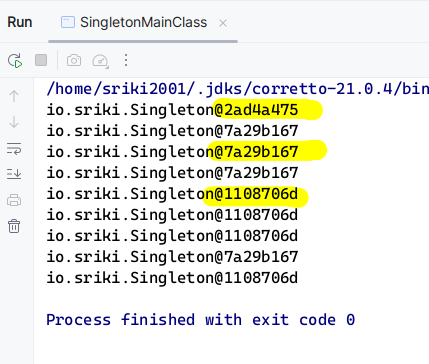 Run SingletonMainClass
/home/sriki2001/.jdks/corretto-21.0.4/bin
io.sriki.Singleton@2ad4a475
io.sriki.Singleton@7a29b167
io.sriki.Singleton@7a29b167
io.sriki.Singleton@7a29b167
io.sriki.Singleton@1108706d
io.sriki.Singleton@1108706d
io.sriki.Singleton@1108706d
io.sriki.Singleton@7a29b167
io.sriki.Singleton@1108706d
Process finished with exit code 0